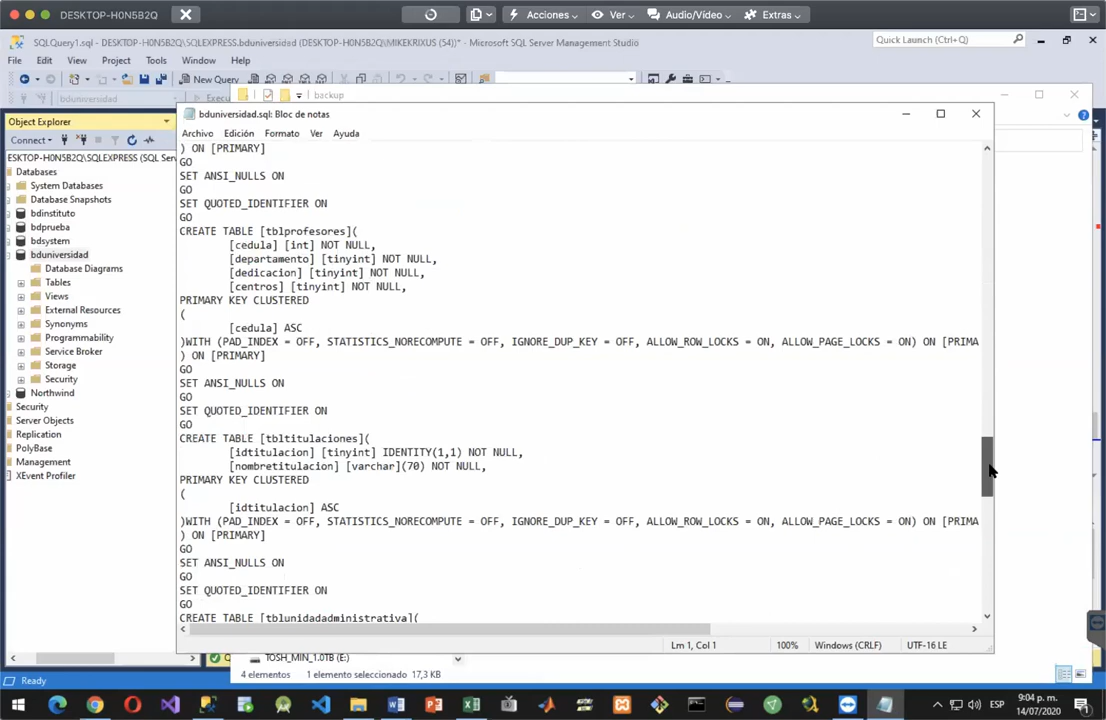 DESKTOP-H0N5B2Q
Acciones
Ver
Audio/Vídeo
Extras
SQLQuery1.sql - DESKTOP-H0N5B2Q\SQLEXPRESS.bduniversidad (DESKTOP-H0N5B2Q\MIKEKRIXUS (54))* - Microsoft SQL Server Management Studio
Quick Launch (Ctrl+Q)
File Edit View Project Tools Window Help
New Query
bduniversidad
Execu
backup
Object Explorer
Connect
ESKTOP-H0N5B2Q\SQLEXPRESS (SQL Ser
Databases
System Databases
Database Snapshots
bdinstituto
bdprueba
bdsystem
bduniversidad
Database Diagrams
Tables
Views
External Resources
Synonyms
Programmability
Service Broker
Storage
Security
Northwind
Security
Server Objects
Replication
PolyBase
Management
XEvent Profiler
bduniversidad.sql: Bloc de notas
Archivo Edición Formato Ver Ayuda
) ON [PRIMARY]
GO
SET ANSI_NULLS ON
GO
SET QUOTED_IDENTIFIER ON
GO
CREATE TABLE [tblprofesores](
[cedula] [int] NOT NULL,
[departamento] [tinyint] NOT NULL,
[dedicacion] [tinyint] NOT NULL,
[centros] [tinyint] NOT NULL,
PRIMARY KEY CLUSTERED
(
[cedula] ASC
)WITH (PAD_INDEX = OFF, STATISTICS_NORECOMPUTE = OFF, IGNORE_DUP_KEY = OFF, ALLOW_ROW_LOCKS = ON, ALLOW_PAGE_LOCKS = ON) ON [PRIMA
) ON [PRIMARY]
GO
SET ANSI_NULLS ON
GO
SET QUOTED_IDENTIFIER ON
GO
CREATE TABLE [tbltitulaciones](
[idtitulacion] [tinyint] IDENTITY(1,1) NOT NULL,
[nombretitulacion] [varchar](70) NOT NULL,
PRIMARY KEY CLUSTERED
(
[idtitulacion] ASC
)WITH (PAD_INDEX = OFF, STATISTICS_NORECOMPUTE = OFF, IGNORE_DUP_KEY = OFF, ALLOW_ROW_LOCKS = ON, ALLOW_PAGE_LOCKS = ON) ON [PRIMA
) ON [PRIMARY]
GO
SET ANSI_NULLS ON
GO
SET QUOTED_IDENTIFIER ON
GO
CREATE TABLE [tblunidadadministrativa](
Lm 1, Col 1
100%
Windows (CRLF)
UTF-16 LE
TOSH_MIN_1.0TB (E:)
4 elementos
1 elemento seleccionado 17,3 KB
Ready
ESP
9:04 p. m.
14/07/2020